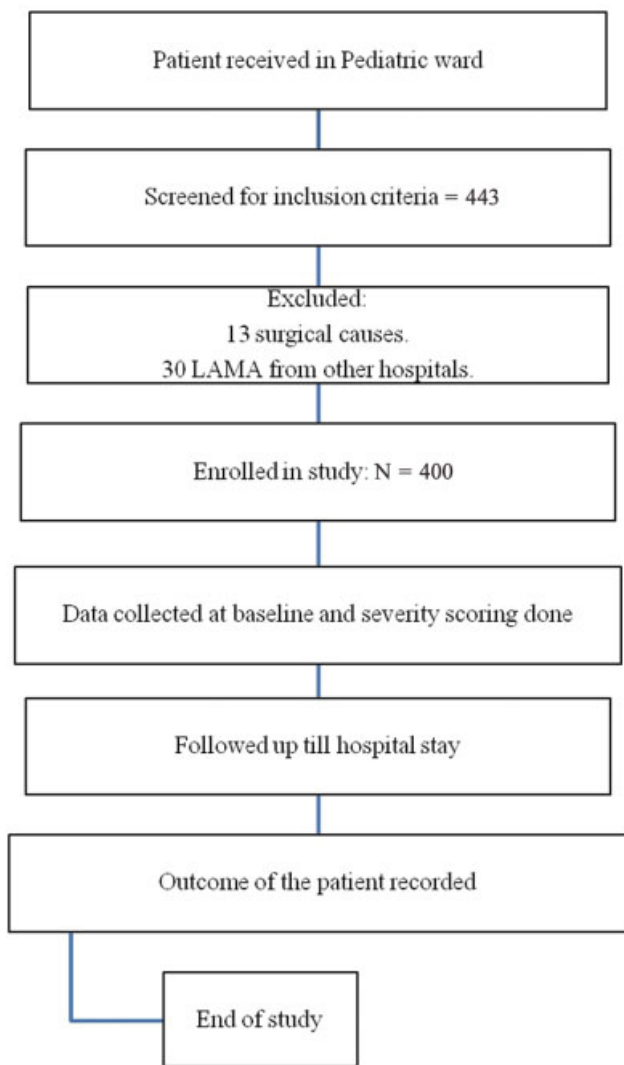 Patient received in Pediatric ward
Screened for inclusion criteria = 443
Excluded:
13 surgical causes.
30 LAMA from other hospitals.
Enrolled in study: N = 400
Data collected at baseline and severity scoring done
Followed up till hospital stay
Outcome of the patient recorded
End of study